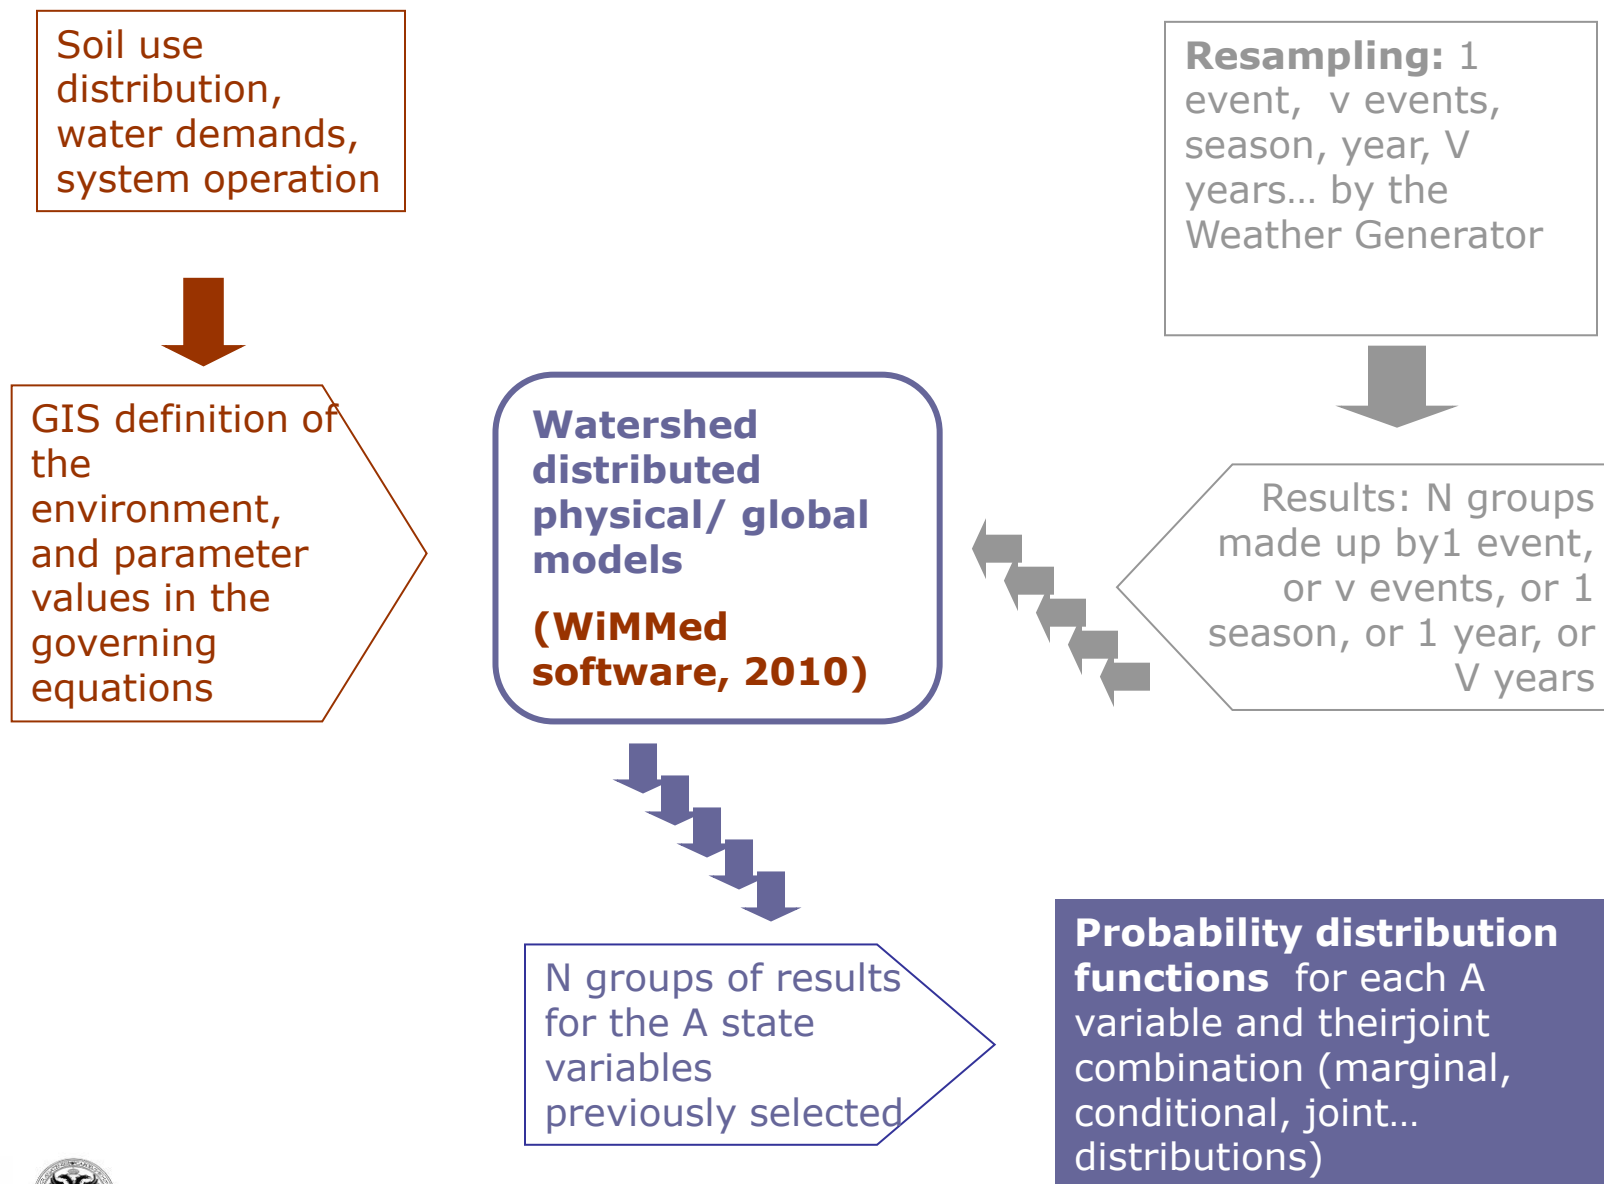 Soil use
distribution,
water demands,
system operation
Resampling: 1
event, v events,
season, year, V
years… by the
Weather Generator
GIS definition of
the
environment,
and parameter
values in the
governing
equations
Watershed
distributed
physical/ global
models
(WiMMed
software, 2010)
Results: N groups
made up by1 event,
or v events, or 1
season, or 1 year, or
V years
N groups of results
for the A state
variables
previously selected
Probability distribution
functions for each A
variable and theirjoint
combination (marginal,
conditional, joint…
distributions)